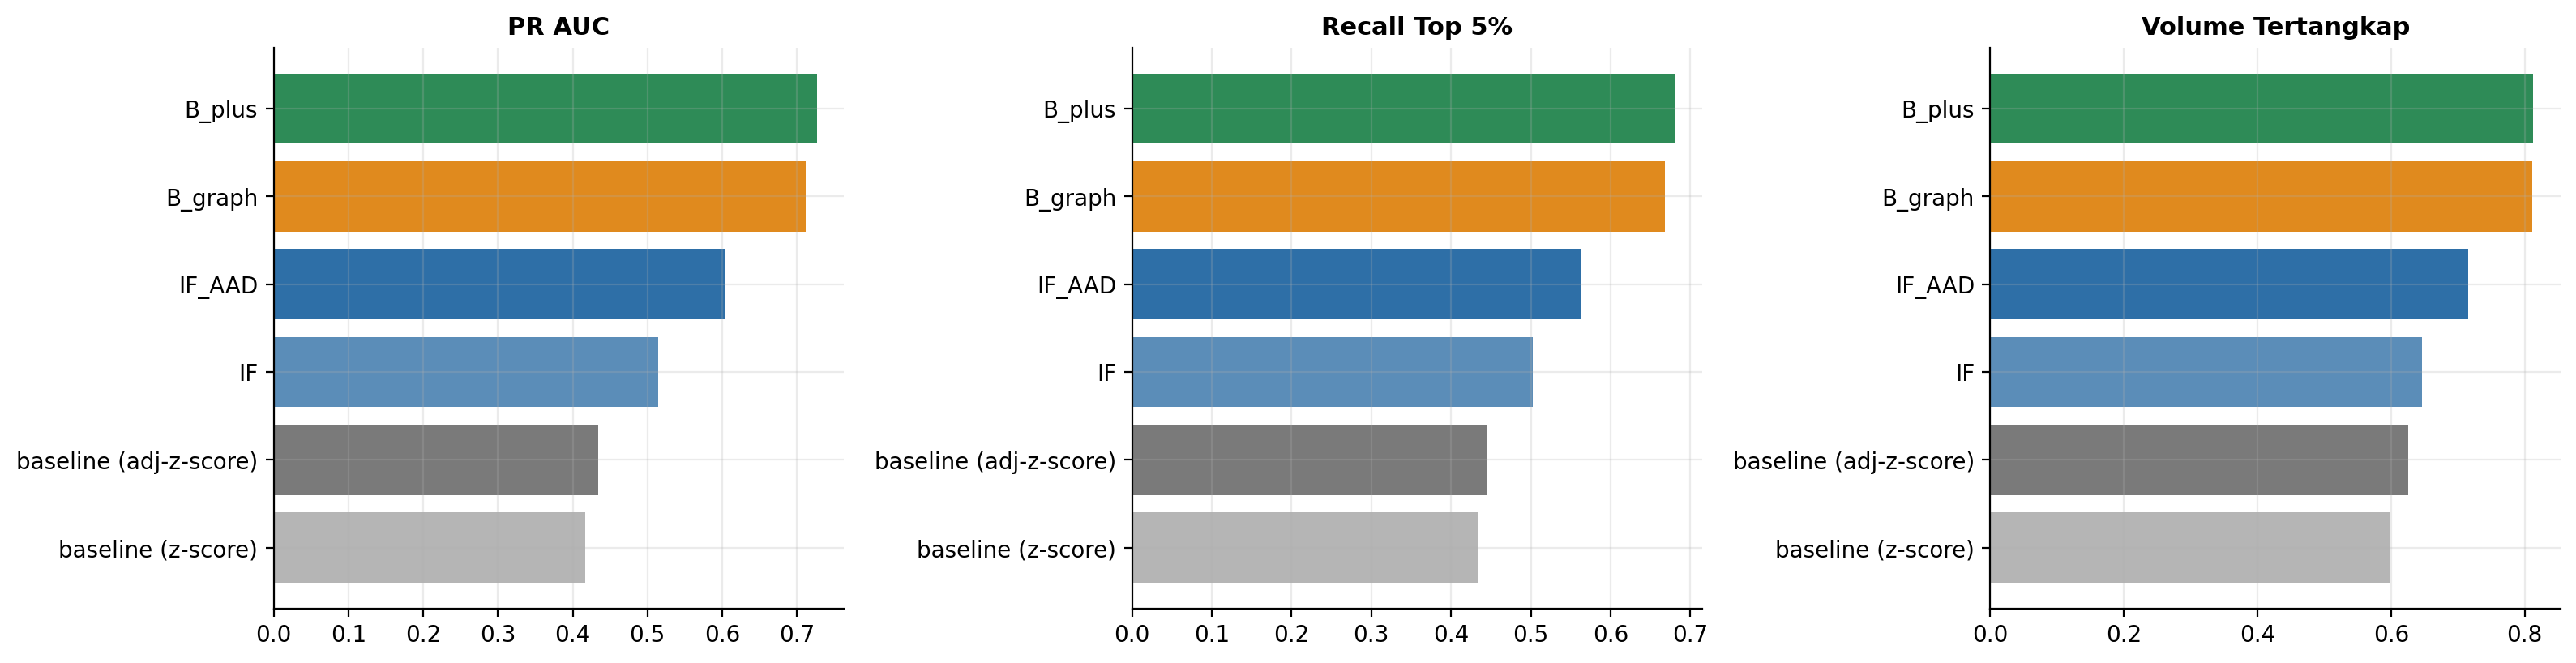 PR AUC
B_plus
B_graph
IF_AAD
IF
baseline (adj-z-score)
baseline (z-score)
0.0 0.1 0.2 0.3 0.4 0.5 0.6 0.7
Recall Top 5%
B_plus
B_graph
IF_AAD
IF
baseline (adj-z-score)
baseline (z-score)
0.0 0.1 0.2 0.3 0.4 0.5 0.6 0.7
Volume Tertangkap
B_plus
B_graph
IF_AAD
IF
baseline (adj-z-score)
baseline (z-score)
0.0 0.2 0.4 0.6 0.8